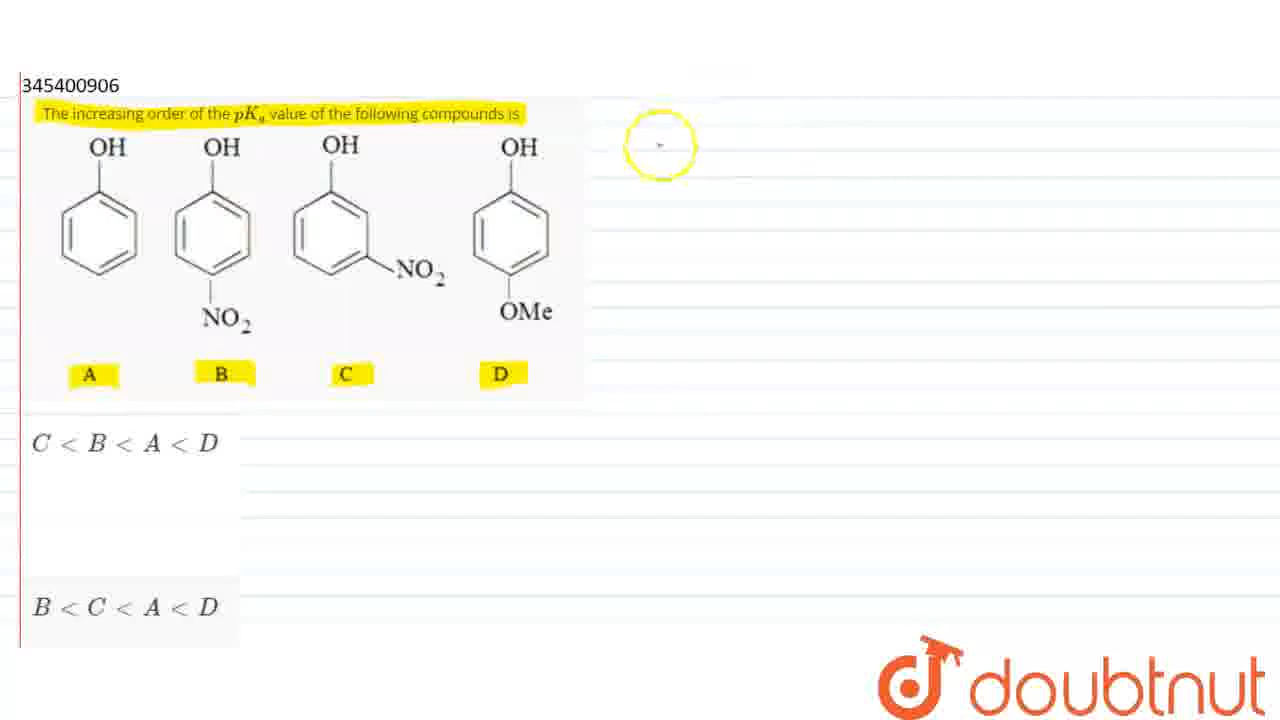 345400906
The increasing order of the pKₐ value of the following compounds is
OH OH OH OH
NO₂
NO₂
OMe
A B C D
C < B < A < D
B < C < A < D
doubtnut